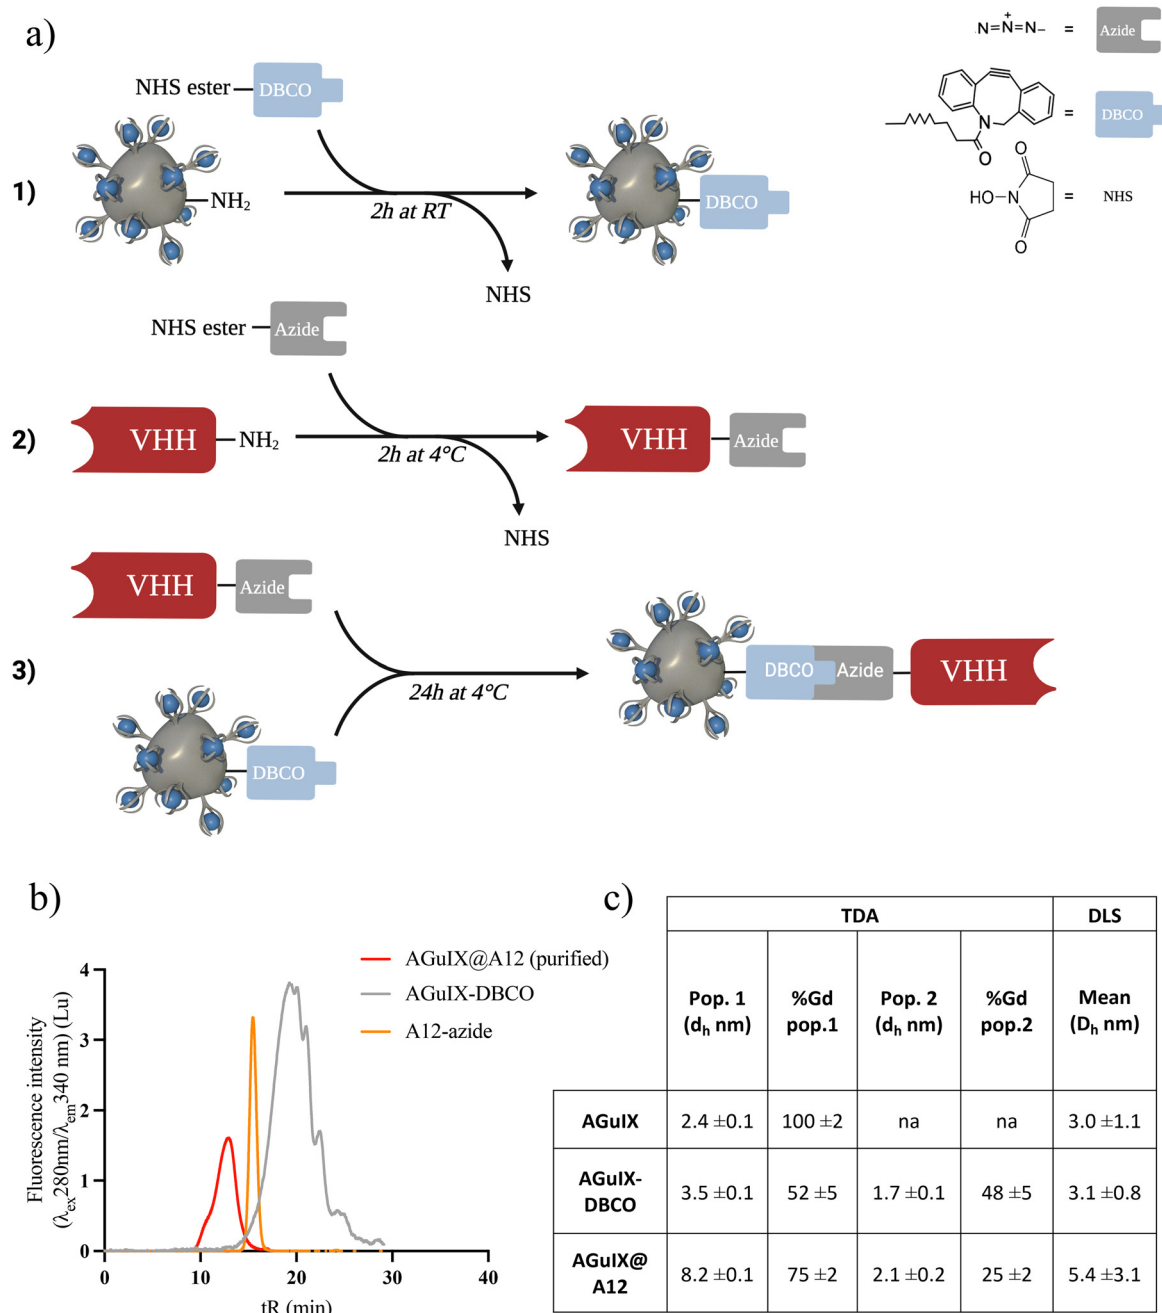 a)
N=N=N
+
=
Azide
NHS ester
DBCO
N
O
=
DBCO
1)
NH2
2h at RT
DBCO
NHS
O
HO
N
O
=
NHS
NHS ester
Azide
2)
VHH
NH2
2h at 4°C
VHH
Azide
NHS
VHH
Azide
3)
24h at 4°C
DBCO
Azide
VHH
DBCO
b)
Fluorescence intensity
(λex280nm/λem340 nm) (Lu)
4
3
2
1
0
0
10
20
30
40
tR (min)
AGuIX@A12 (purified)
AGuIX-DBCO
A12-azide
c)
TDA DLS
Pop. 1 (dh nm) %Gd pop.1 Pop. 2 (dh nm) %Gd pop.2 Mean (Dh nm)
AGuIX 2.4 ±0.1 100 ±2 na na 3.0 ±1.1
AGuIX-DBCO 3.5 ±0.1 52 ±5 1.7 ±0.1 48 ±5 3.1 ±0.8
AGuIX@A12 8.2 ±0.1 75 ±2 2.1 ±0.2 25 ±2 5.4 ±3.1